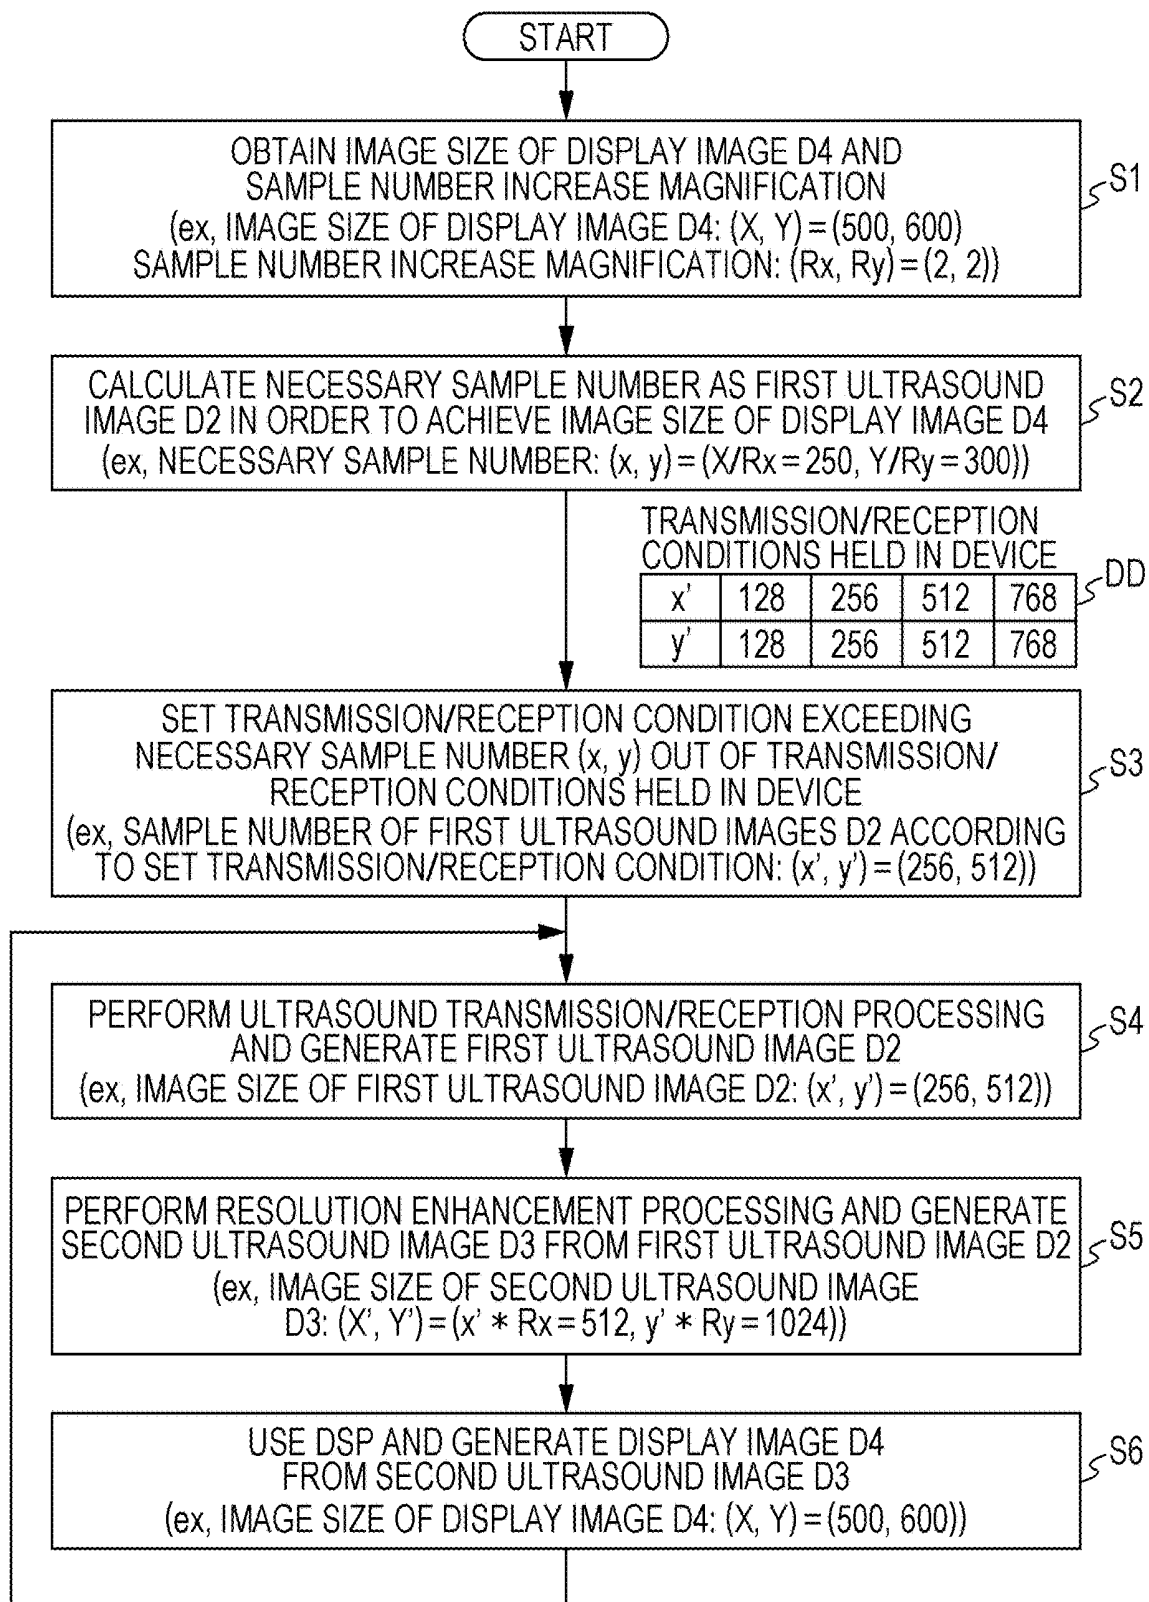 START
OBTAIN IMAGE SIZE OF DISPLAY IMAGE D4 AND
SAMPLE NUMBER INCREASE MAGNIFICATION
(ex, IMAGE SIZE OF DISPLAY IMAGE D4: (X, Y)=(500, 600)
SAMPLE NUMBER INCREASE MAGNIFICATION: (Rx, Ry)=(2, 2))
S1
CALCULATE NECESSARY SAMPLE NUMBER AS FIRST ULTRASOUND
IMAGE D2 IN ORDER TO ACHIEVE IMAGE SIZE OF DISPLAY IMAGE D4
(ex, NECESSARY SAMPLE NUMBER: (x, y)=(X/Rx=250, Y/Ry=300))
S2
TRANSMISSION/RECEPTION
CONDITIONS HELD IN DEVICE
DD
x' 128 256 512 768
y' 128 256 512 768
SET TRANSMISSION/RECEPTION CONDITION EXCEEDING
NECESSARY SAMPLE NUMBER (x, y) OUT OF TRANSMISSION/
RECEPTION CONDITIONS HELD IN DEVICE
(ex, SAMPLE NUMBER OF FIRST ULTRASOUND IMAGES D2 ACCORDING
TO SET TRANSMISSION/RECEPTION CONDITION: (x', y')=(256, 512))
S3
PERFORM ULTRASOUND TRANSMISSION/RECEPTION PROCESSING
AND GENERATE FIRST ULTRASOUND IMAGE D2
(ex, IMAGE SIZE OF FIRST ULTRASOUND IMAGE D2: (x', y')=(256, 512))
S4
PERFORM RESOLUTION ENHANCEMENT PROCESSING AND GENERATE
SECOND ULTRASOUND IMAGE D3 FROM FIRST ULTRASOUND IMAGE D2
(ex, IMAGE SIZE OF SECOND ULTRASOUND IMAGE
D3: (X', Y')=(x' * Rx=512, y' * Ry=1024))
S5
USE DSP AND GENERATE DISPLAY IMAGE D4
FROM SECOND ULTRASOUND IMAGE D3
(ex, IMAGE SIZE OF DISPLAY IMAGE D4: (X, Y)=(500, 600))
S6